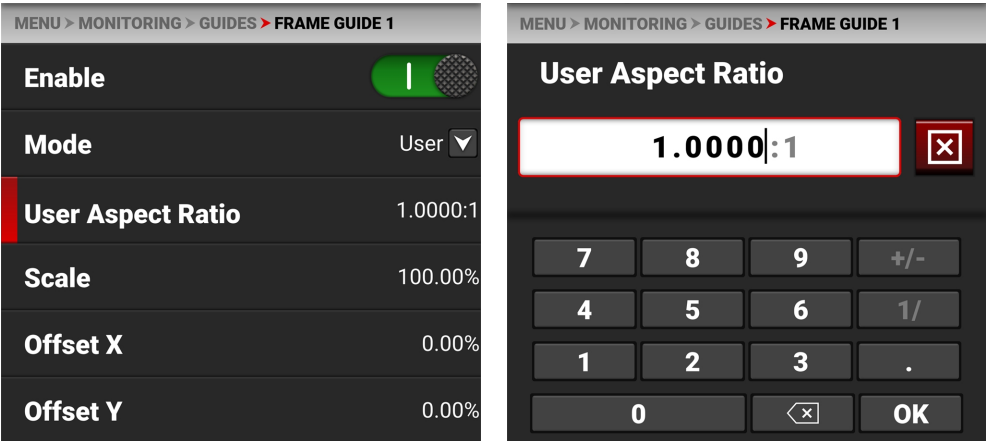 MENU > MONITORING > GUIDES > FRAME GUIDE 1
Enable
Mode User
User Aspect Ratio 1.0000:1
Scale 100.00%
Offset X 0.00%
Offset Y 0.00%
MENU > MONITORING > GUIDES > FRAME GUIDE 1
User Aspect Ratio
1.0000:1
7 8 9 +/-
4 5 6 1/
1 2 3 .
0 OK